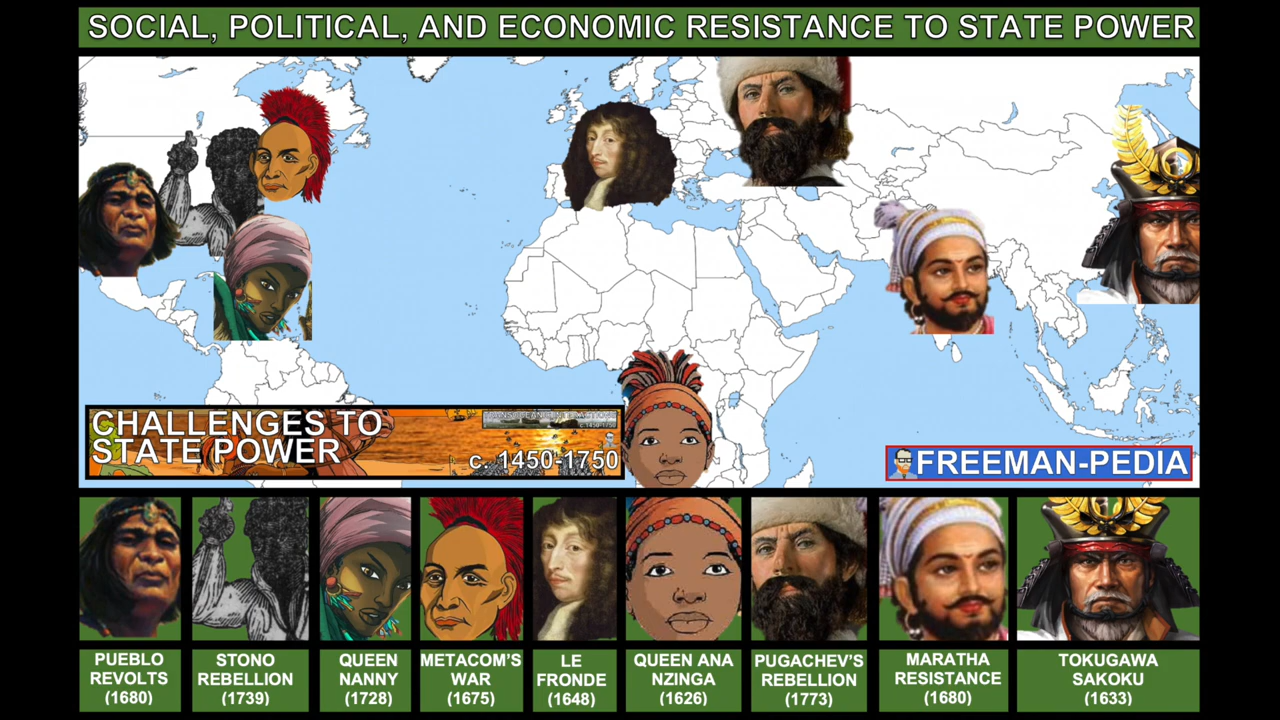 SOCIAL, POLITICAL, AND ECONOMIC RESISTANCE TO STATE POWER
CHALLENGES TO
STATE POWER
c. 1450-1750
c. 1450-1750
FREEMAN-PEDIA
PUEBLO
REVOLTS
(1680)
STONO
REBELLION
(1739)
QUEEN
NANNY
(1728)
METACOM'S
WAR
(1675)
LE
FRONDE
(1648)
QUEEN ANA
NZINGA
(1626)
PUGACHEV'S
REBELLION
(1773)
MARATHA
RESISTANCE
(1680)
TOKUGAWA
SAKOKU
(1633)